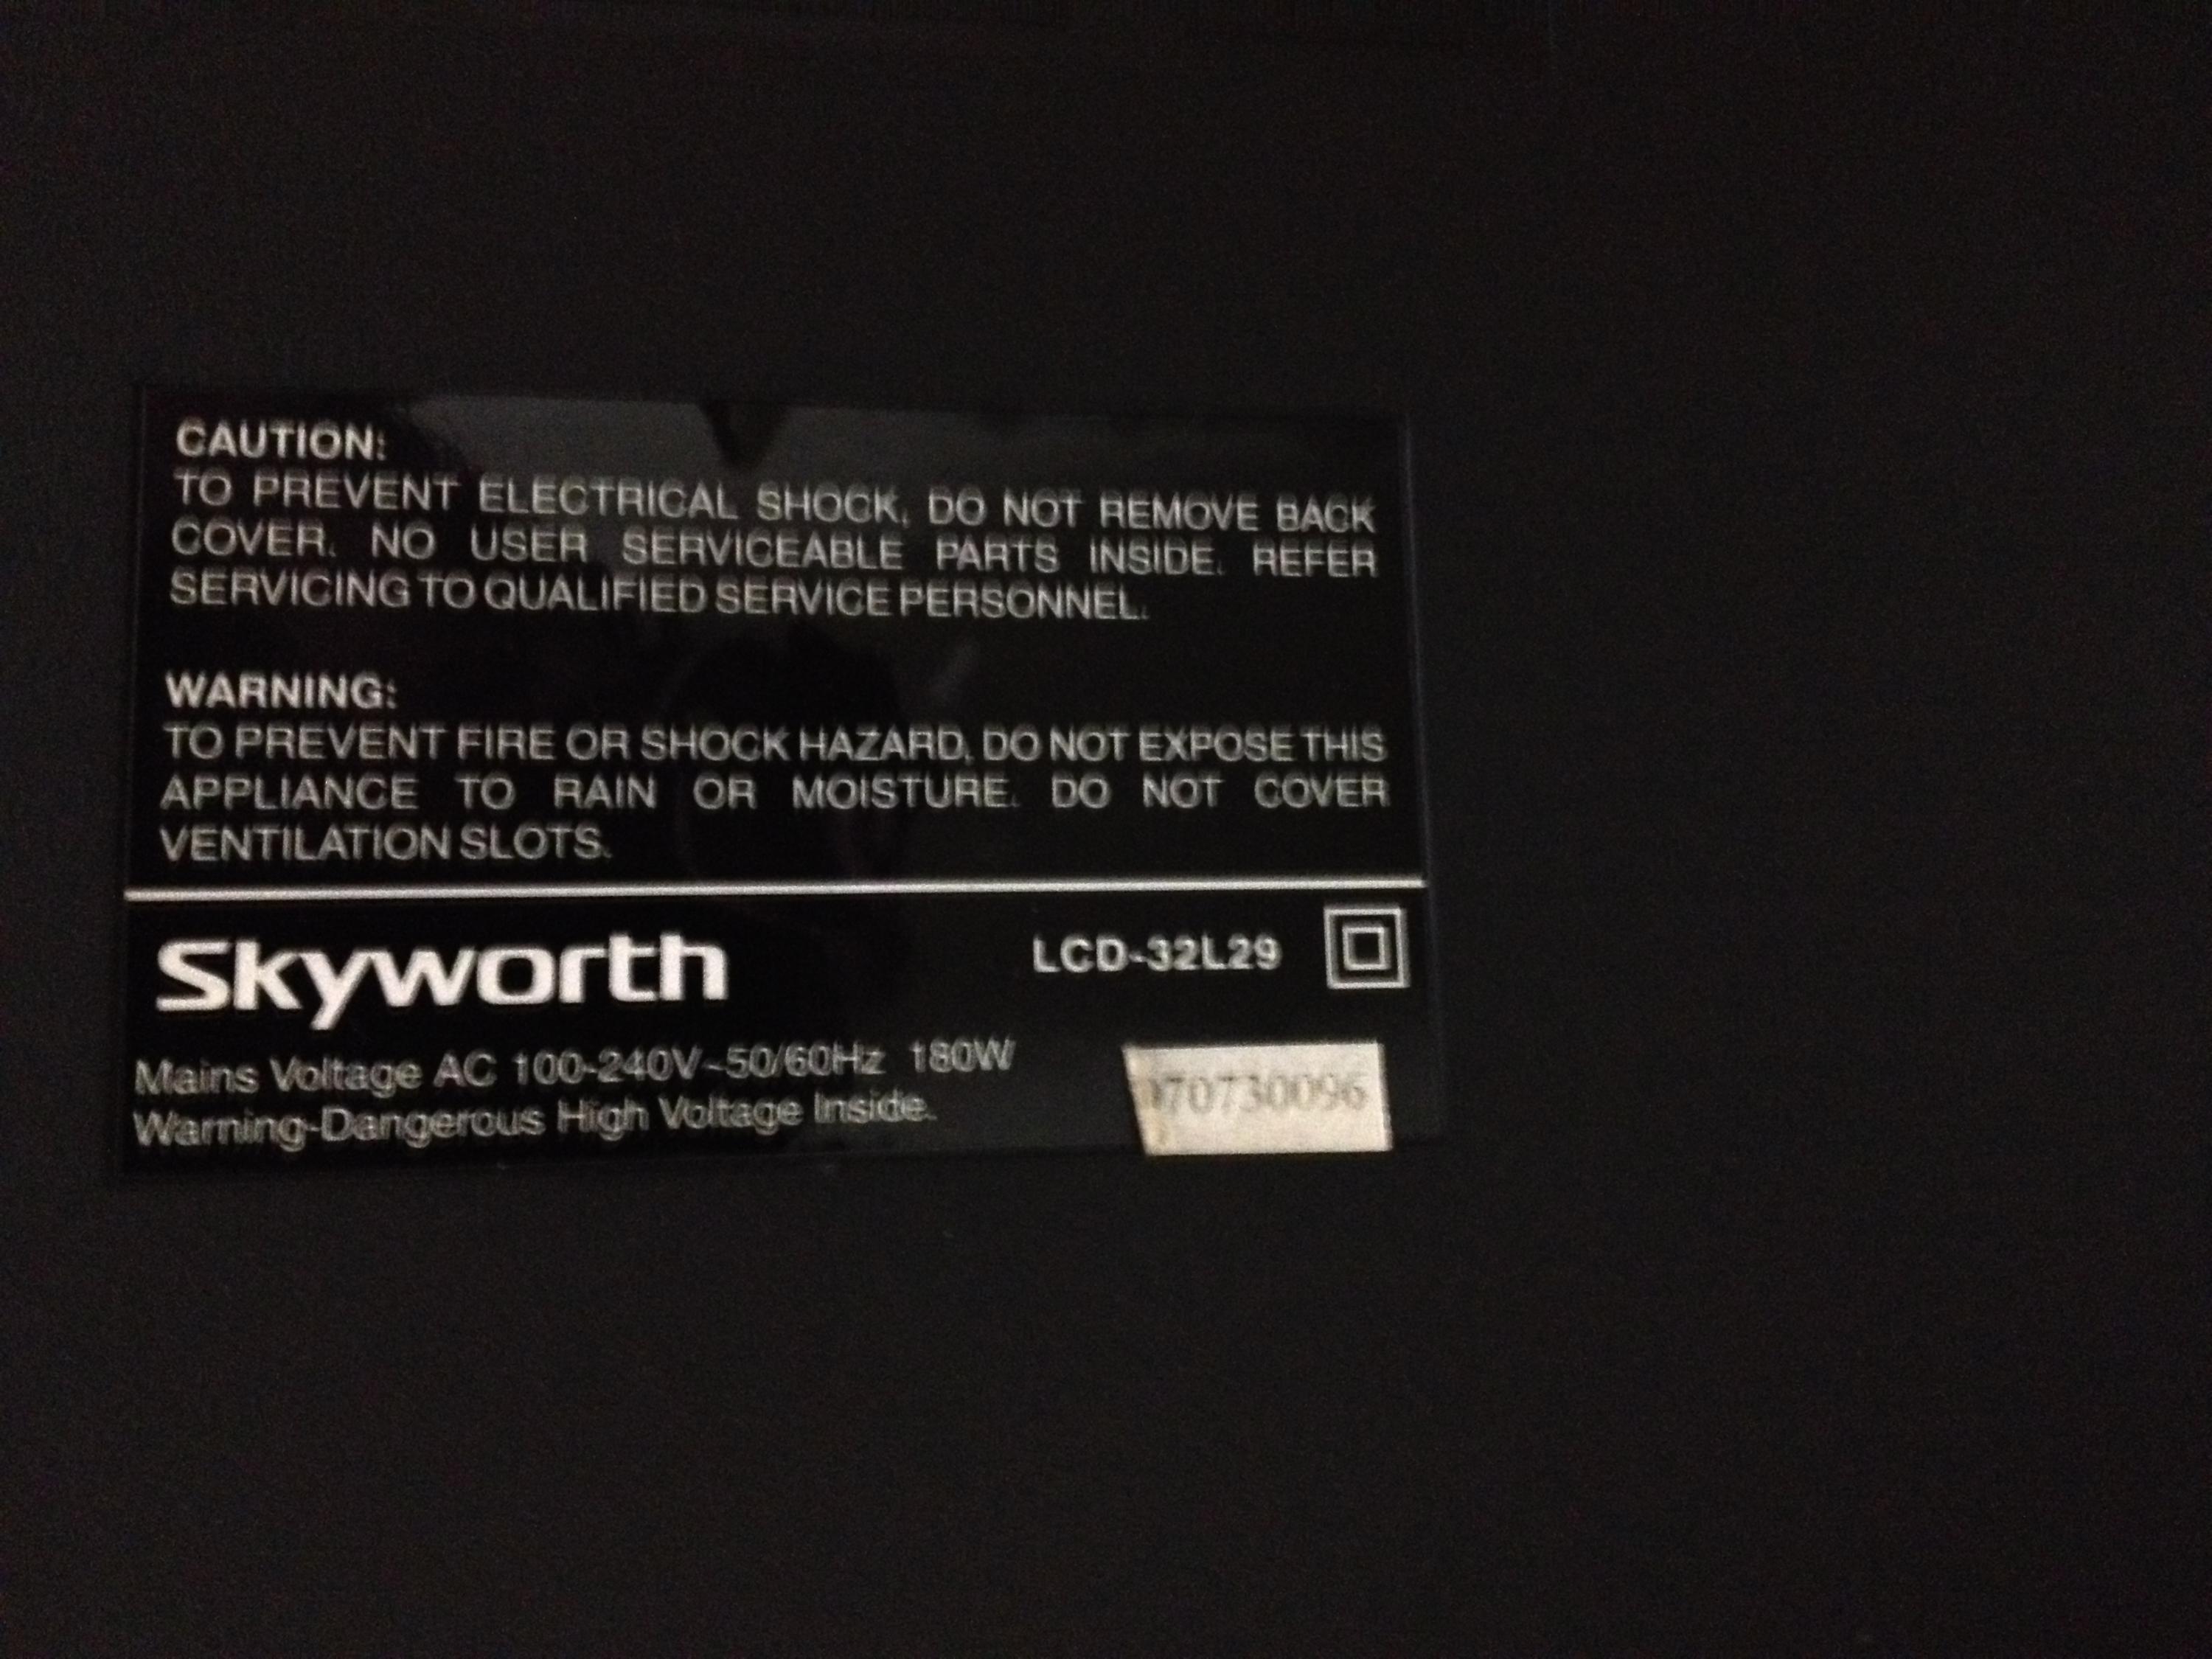 CAUTION:
TO PREVENT ELECTRICAL SHOCK, DO NOT REMOVE BACK
COVER. NO USER SERVICEABLE PARTS INSIDE. REFER
SERVICING TO QUALIFIED SERVICE PERSONNEL.
WARNING:
TO PREVENT FIRE OR SHOCK HAZARD, DO NOT EXPOSE THIS
APPLIANCE TO RAIN OR MOISTURE. DO NOT COVER
VENTILATION SLOTS.
Skyworth LCD-32L29
Mains Voltage AC 100-240V~50/60Hz 180W
Warning-Dangerous High Voltage Inside.
070730096